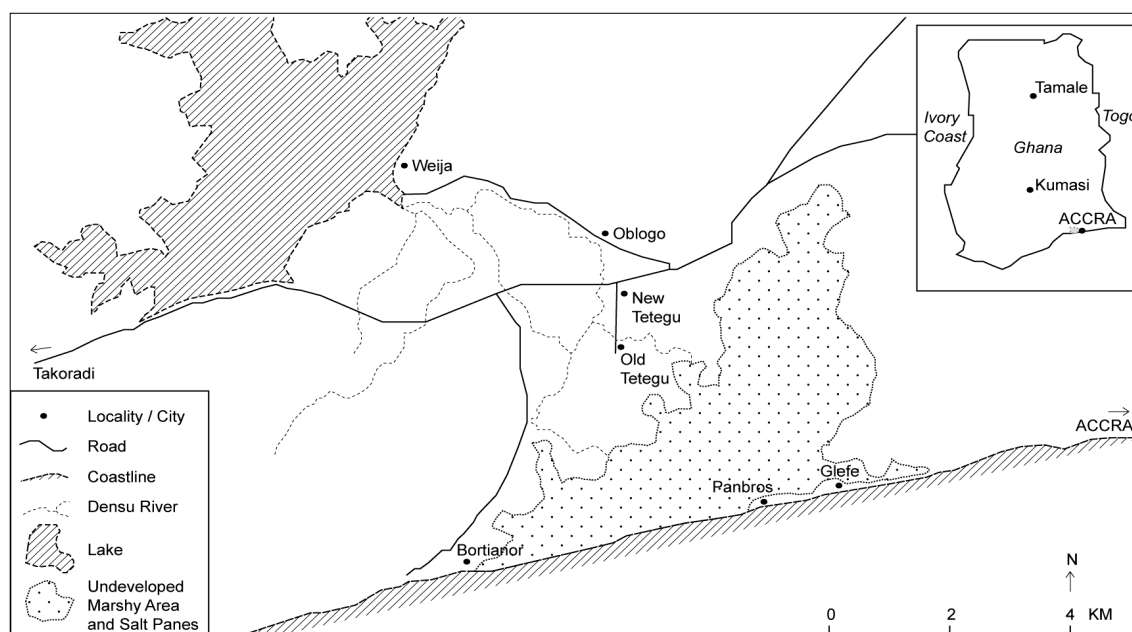 Tamale
Ivory
Coast
Togo
Ghana
Kumasi
ACCRA
Weija
Oblogo
New
Tetegu
Old
Tetegu
Takoradi
Locality / City
Road
Coastline
Densu River
Lake
Undeveloped
Marshy Area
and Salt Panes
ACCRA
Glefe
Panbros
Bortianor
N
0 2 4 KM